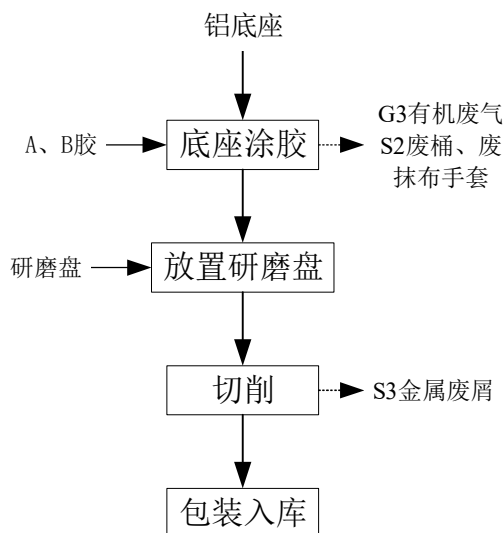 铝底座
A、B胶
底座涂胶
G3有机废气
S2废桶、废
抹布手套
研磨盘
放置研磨盘
切削
S3金属废屑
包装入库